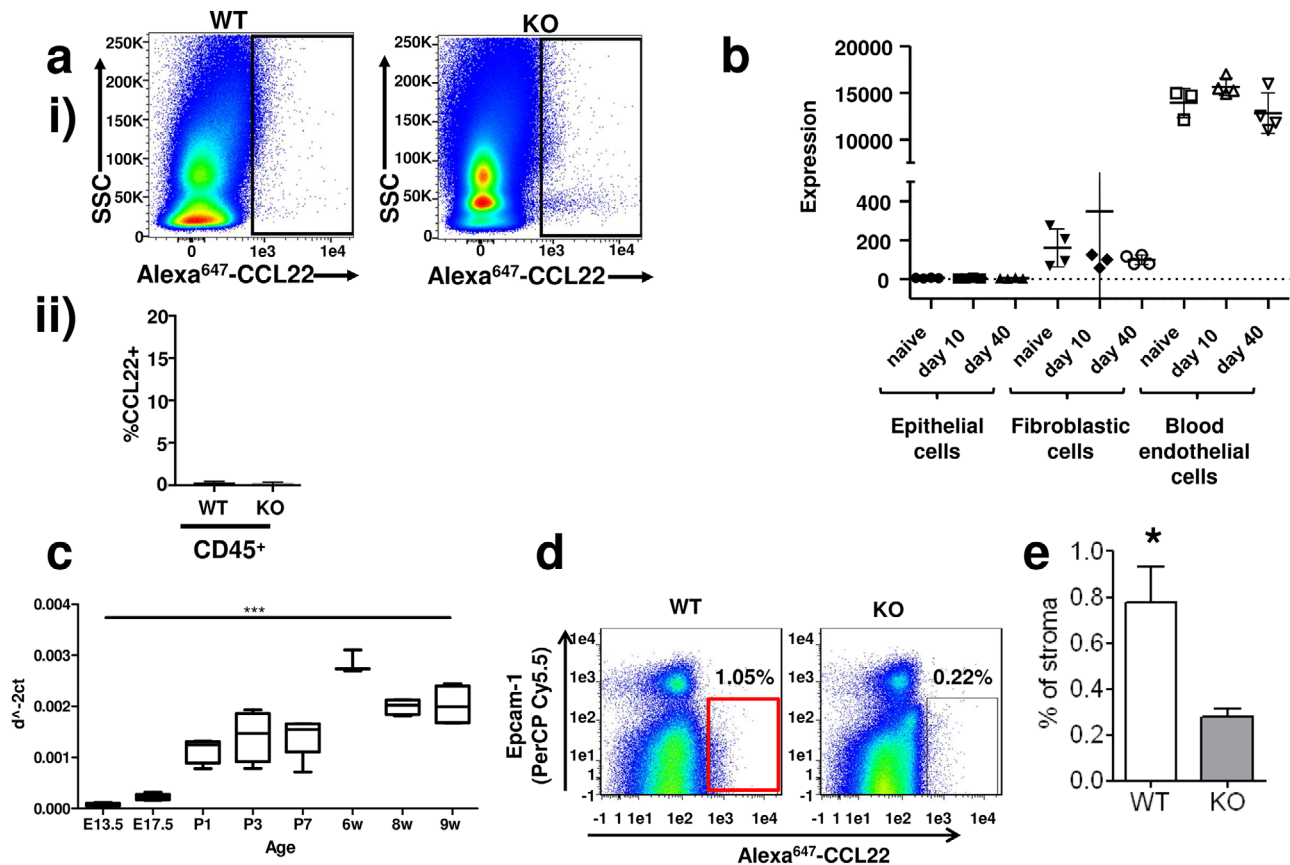 a
i)
WT
KO
250K
200K
150K
100K
50K
0
SSC
0
1e3
1e4
Alexa647-CCL22
250K
200K
150K
100K
50K
0
SSC
0
1e3
1e4
Alexa647-CCL22
b
20000
15000
10000
400
200
0
Expression
naive
day 10
day 40
naive
day 10
day 40
naive
day 10
day 40
Epithelial cells
Fibroblastic cells
Blood endothelial cells
ii)
20
15
10
5
0
%CCL22+
WT
KO
CD45+
c
***
0.004
0.003
0.002
0.001
0.000
d^-2ct
E13.5
E17.5
P1
P3
P7
6w
8w
9w
Age
d
WT
KO
Epcam-1
(PerCP Cy5.5)
1e4
1e3
1e2
1e1
1
-1
1.05%
-1
1
1e1
1e2
1e3
1e4
1e4
1e3
1e2
1e1
1
-1
0.22%
-1
1
1e1
1e2
1e3
1e4
Alexa647-CCL22
e
*
1.0
0.8
0.6
0.4
0.2
0.0
% of stroma
WT
KO